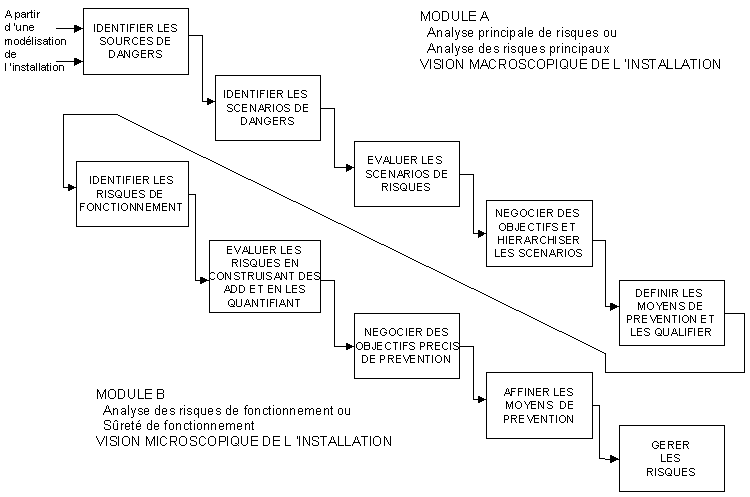 A partir
d 'une
modélisation
de
l 'installation
IDENTIFIER LES
SOURCES DE
DANGERS
MODULE A
Analyse principale de risques ou
Analyse des risques principaux
VISION MACROSCOPIQUE DE L 'INSTALLATION
IDENTIFIER LES
SCENARIOS DE
DANGERS
EVALUER LES
SCENARIOS DE
RISQUES
NEGOCIER DES
OBJECTIFS ET
HIERARCHISER
LES SCENARIOS
DEFINIR LES
MOYENS DE
PREVENTION ET
LES QUALIFIER
IDENTIFIER LES
RISQUES DE
FONCTIONNEMENT
EVALUER LES
RISQUES EN
CONSTRUISANT DES
ADD ET EN LES
QUANTIFIANT
NEGOCIER DES
OBJECTIFS PRECIS
DE PREVENTION
AFFINER LES
MOYENS DE
PREVENTION
GERER
LES
RISQUES
MODULE B
Analyse des risques de fonctionnement ou
Sûreté de fonctionnement
VISION MICROSCOPIQUE DE L 'INSTALLATION